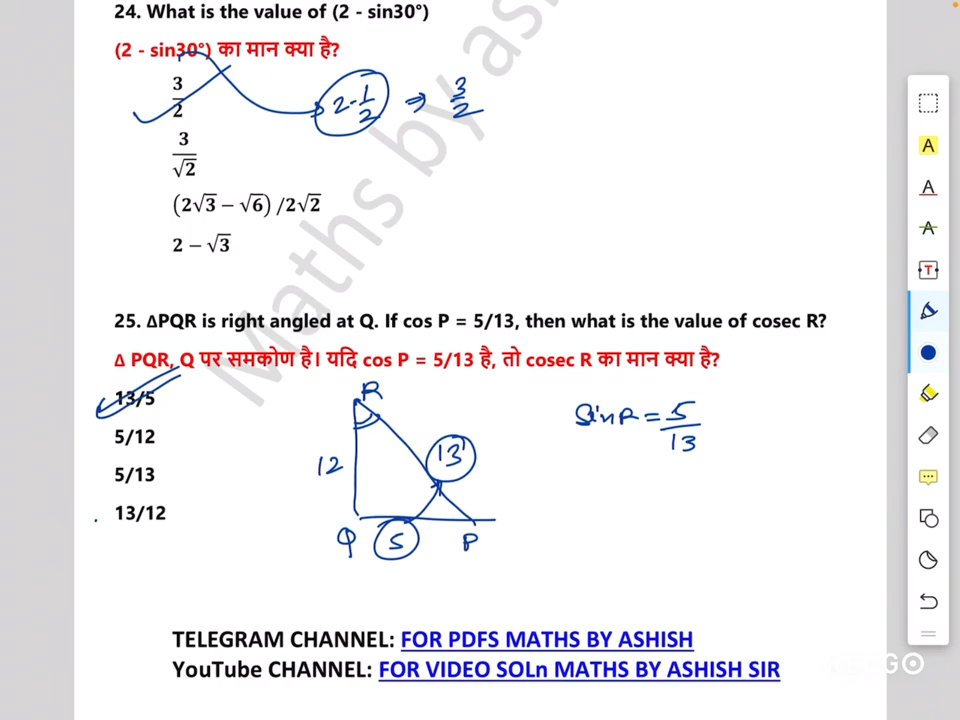 24. What is the value of (2 - sin30°)
(2 - sin30°) का मान क्या है?
3/2
2-1/2 ⇒ 3/2
3/√2
(2√3 − √6) /2√2
2 − √3
Maths by ash
25. ΔPQR is right angled at Q. If cos P = 5/13, then what is the value of cosec R?
Δ PQR, Q पर समकोण है। यदि cos P = 5/13 है, तो cosec R का मान क्या है?
13/5
5/12
5/13
13/12
R
12
13
Q
5
P
sin R = 5/13
TELEGRAM CHANNEL: FOR PDFS MATHS BY ASHISH
YouTube CHANNEL: FOR VIDEO SOLn MATHS BY ASHISH SIR